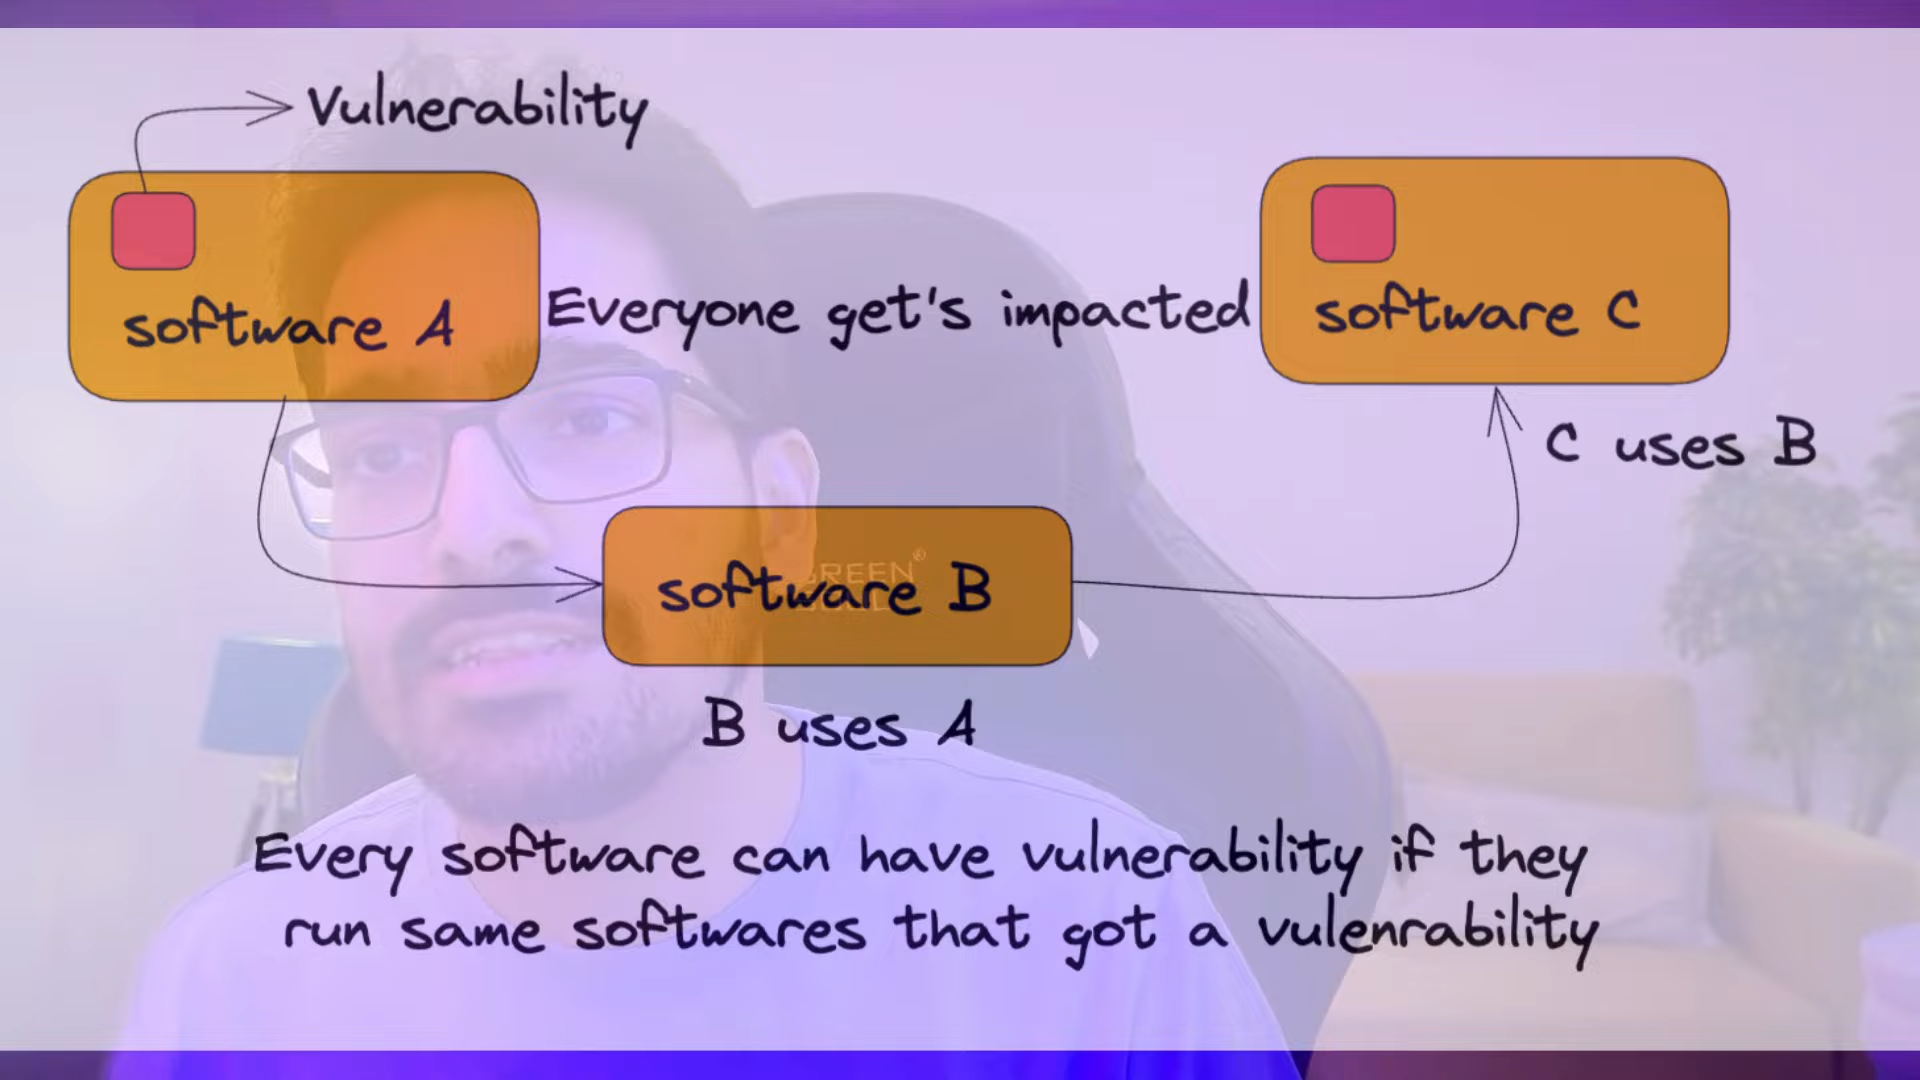 Vulnerability
software A
Everyone get's impacted
software C
C uses B
GREEN
software B
B uses A
Every software can have vulnerability if they
run same softwares that got a vulenrability